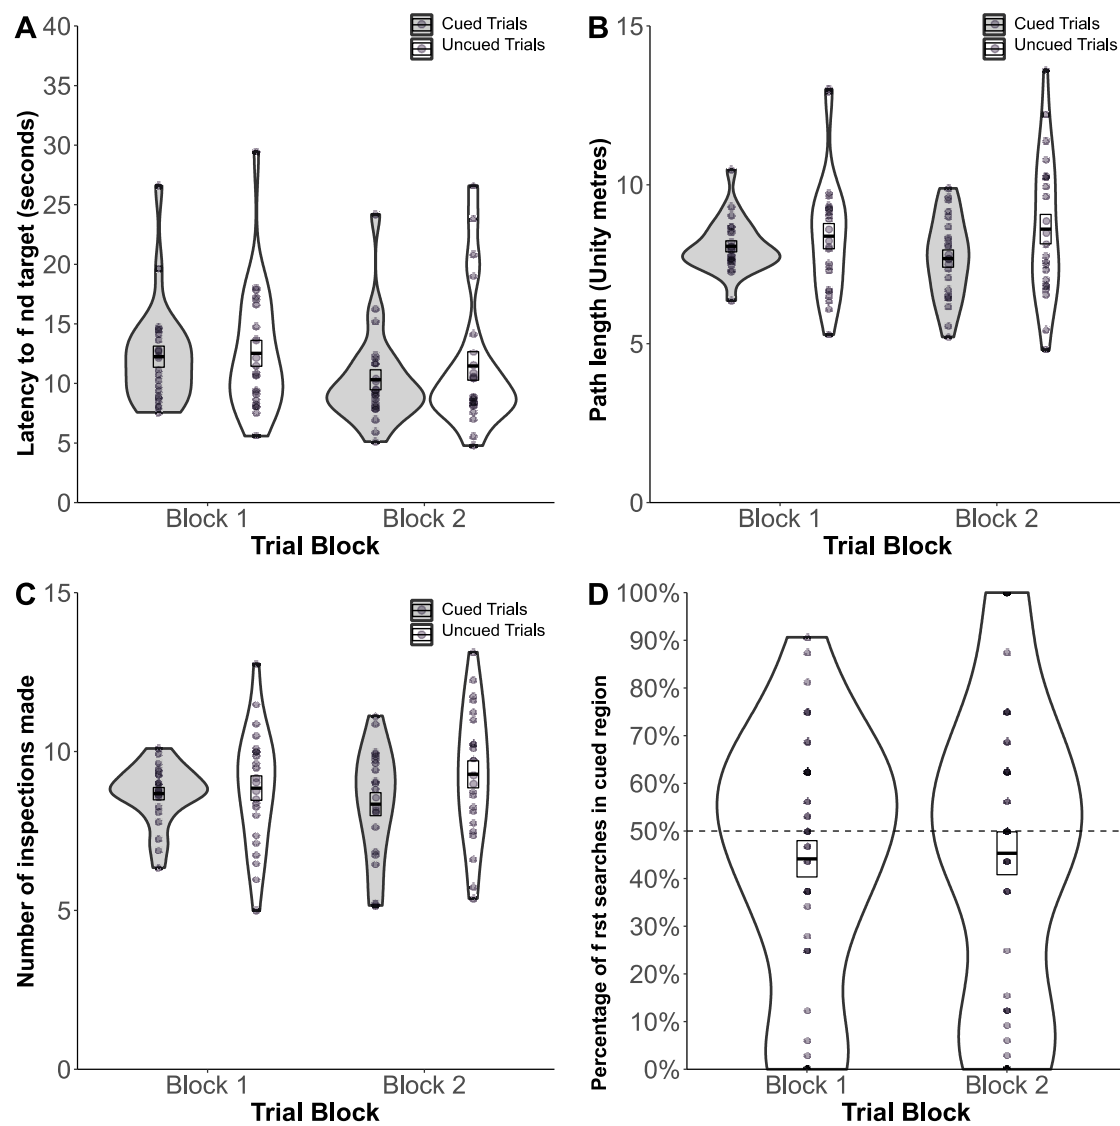 A
40
35
30
25
20
15
10
5
0
Latency to f nd target (seconds)
Cued Trials
Uncued Trials
Block 1
Block 2
Trial Block
B
15
10
5
0
Path length (Unity metres)
Cued Trials
Uncued Trials
Block 1
Block 2
Trial Block
C
15
10
5
0
Number of inspections made
Cued Trials
Uncued Trials
Block 1
Block 2
Trial Block
D
100%
90%
80%
70%
60%
50%
40%
30%
20%
10%
0%
Percentage of f rst searches in cued region
Block 1
Block 2
Trial Block